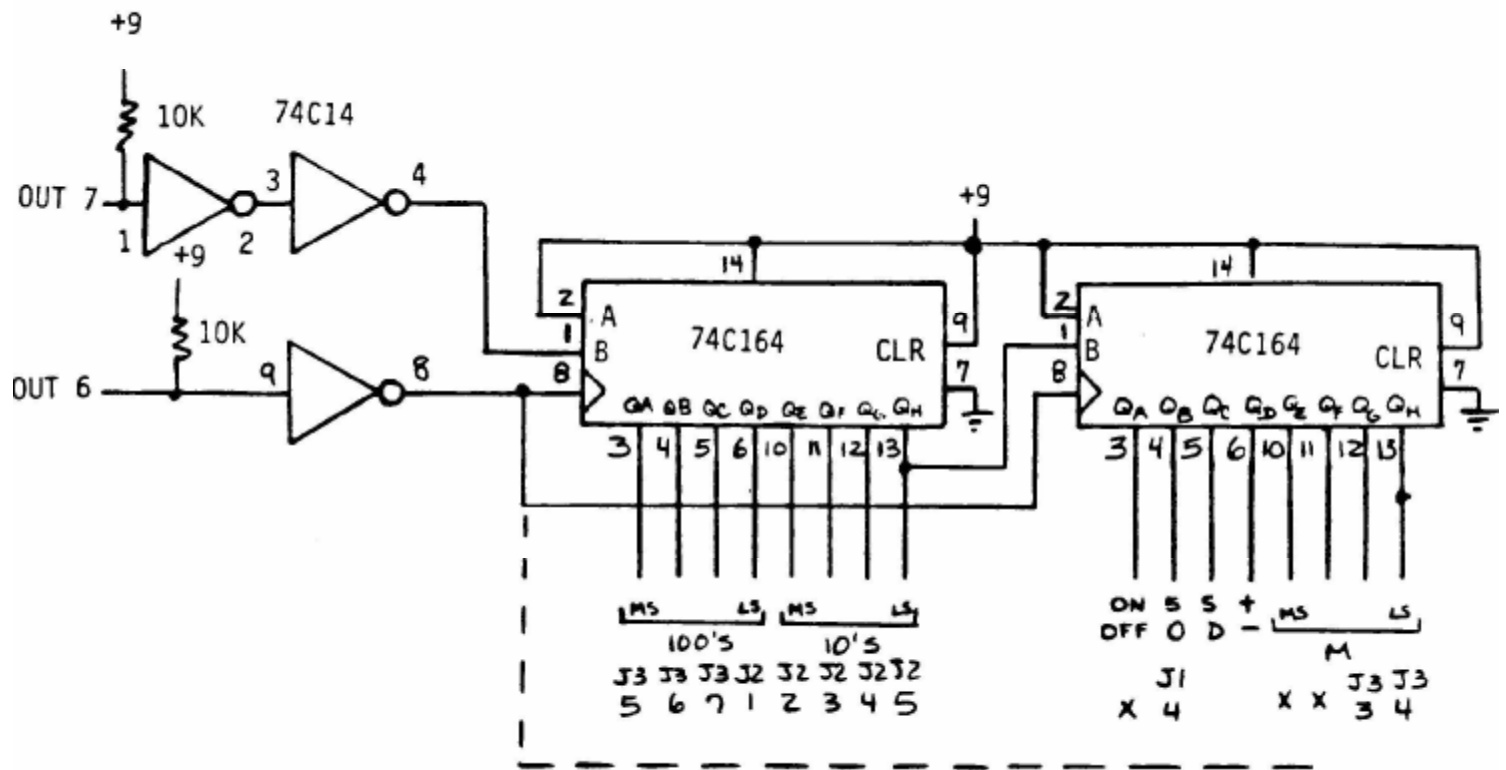 +9
10K 74C14
OUT 7 3 4
1 2
+9
+9
10K
14 14
2 A 2 A
1 B 1 B
74C164 9 74C164 9
CLR CLR
OUT 6 9 8 8 7 8 7
QA QB QC QD QE QF QG QH QA QB QC QD QE QF QG QH
3 4 5 6 10 11 12 13 3 4 5 6 10 11 12 13
ON 5 S +
OFF 0 D -
MS LS MS LS MS LS
100'S 10'S M
J3 J3 J3 J2 J2 J2 J2 J2 J1 J3 J3
5 6 7 1 2 3 4 5 X 4 X X 3 4